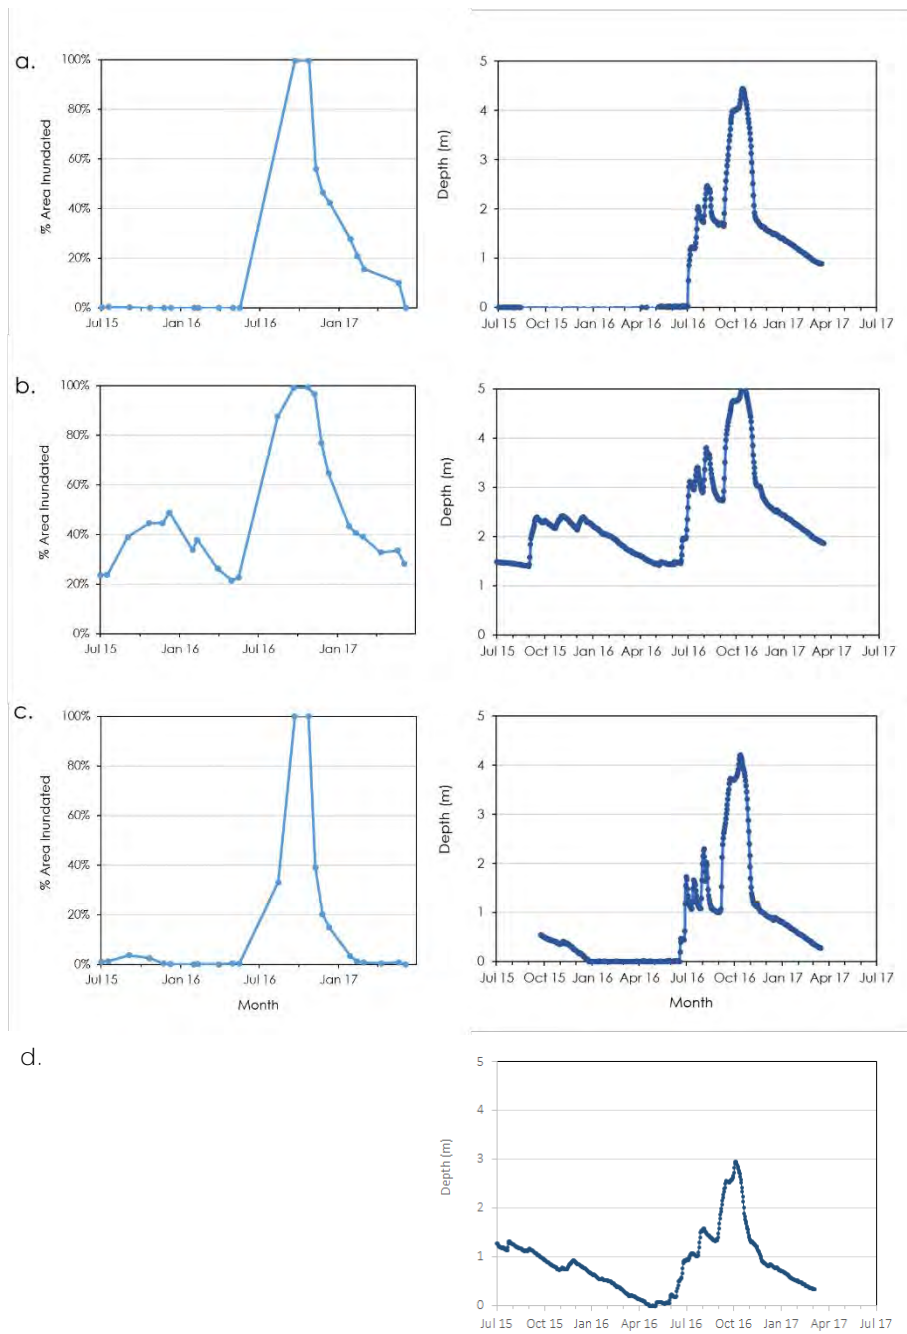 a.
100%
80%
60%
40%
20%
0%
% Area Inundated
Jul 15 Jan 16 Jul 16 Jan 17
5
4
3
2
1
0
Depth (m)
Jul 15 Oct 15 Jan 16 Apr 16 Jul 16 Oct 16 Jan 17 Apr 17 Jul 17
b.
100%
80%
60%
40%
20%
0%
% Area Inundated
Jul 15 Jan 16 Jul 16 Jan 17
5
4
3
2
1
0
Depth (m)
Jul 15 Oct 15 Jan 16 Apr 16 Jul 16 Oct 16 Jan 17 Apr 17 Jul 17
c.
100%
80%
60%
40%
20%
0%
% Area Inundated
Jul 15 Jan 16 Jul 16 Jan 17
Month
5
4
3
2
1
0
Depth (m)
Jul 15 Oct 15 Jan 16 Apr 16 Jul 16 Oct 16 Jan 17 Apr 17 Jul 17
Month
d.
5
4
3
2
1
0
Depth (m)
Jul 15 Oct 15 Jan 16 Apr 16 Jul 16 Oct 16 Jan 17 Apr 17 Jul 17